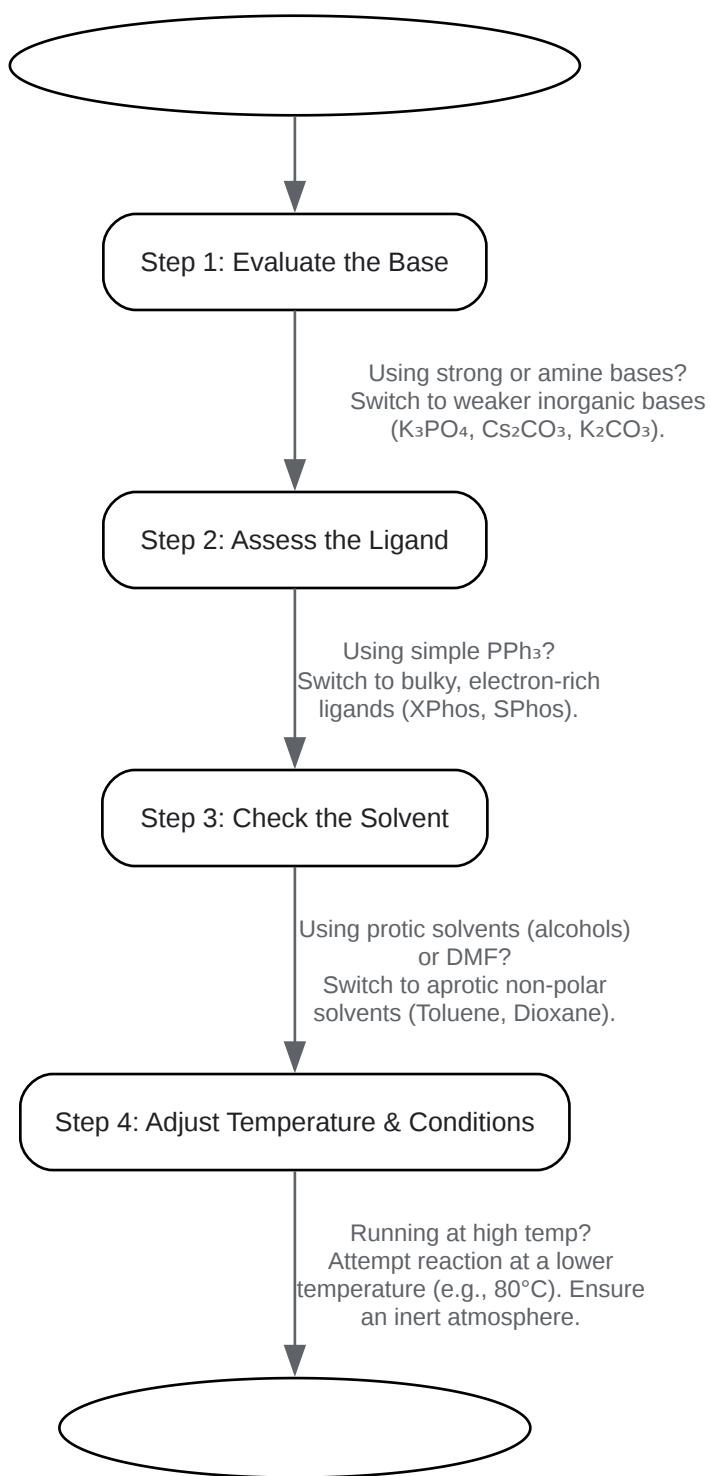 Step 1: Evaluate the Base
Using strong or amine bases?
Switch to weaker inorganic bases
(K₃PO₄, Cs₂CO₃, K₂CO₃).
Step 2: Assess the Ligand
Using simple PPh₃?
Switch to bulky, electron-rich
ligands (XPhos, SPhos).
Step 3: Check the Solvent
Using protic solvents (alcohols)
or DMF?
Switch to aprotic non-polar
solvents (Toluene, Dioxane).
Step 4: Adjust Temperature & Conditions
Running at high temp?
Attempt reaction at a lower
temperature (e.g., 80°C). Ensure
an inert atmosphere.